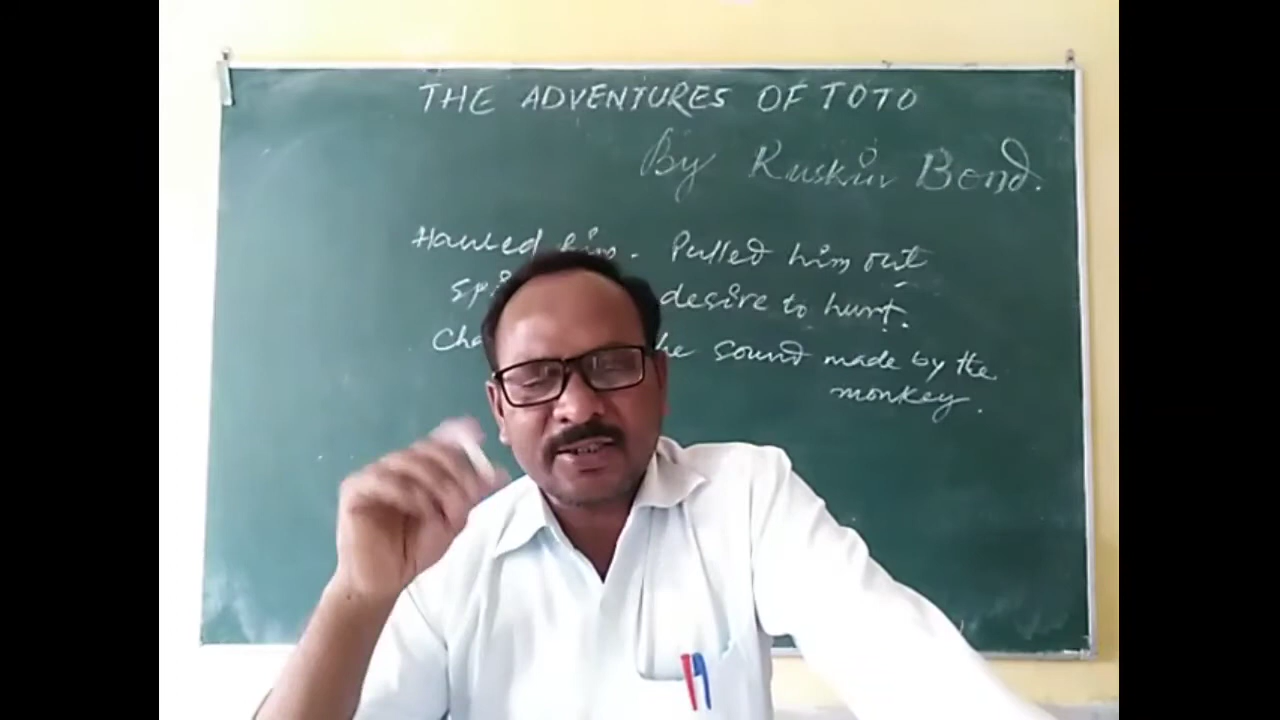 THE ADVENTURES OF TOTO
By Ruskin Bond.
Hauled him. Pulled him out
desire to hurt.
sound made by the
monkey.